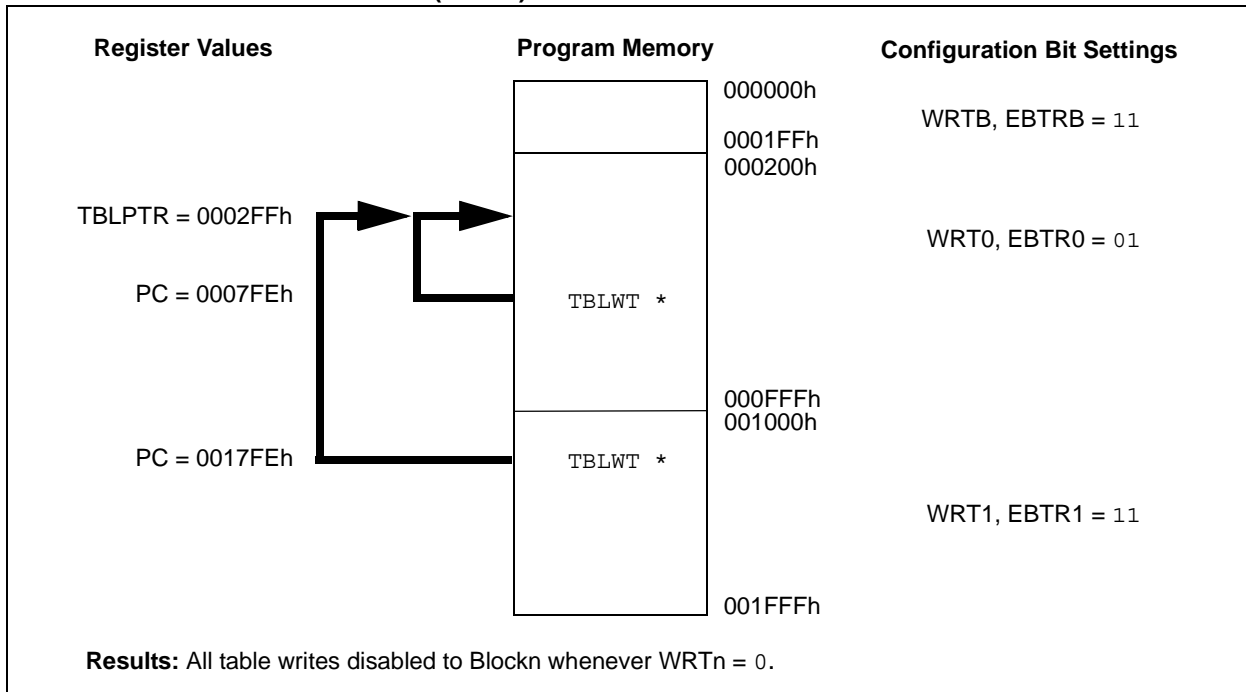 Register Values
Program Memory
Configuration Bit Settings
000000h
WRTB, EBTRB = 11
0001FFh
000200h
TBLPTR = 0002FFh
WRT0, EBTR0 = 01
PC = 0007FEh
TBLWT *
000FFFh
001000h
PC = 0017FEh
TBLWT *
WRT1, EBTR1 = 11
001FFFh
Results: All table writes disabled to Blockn whenever WRTn = 0.